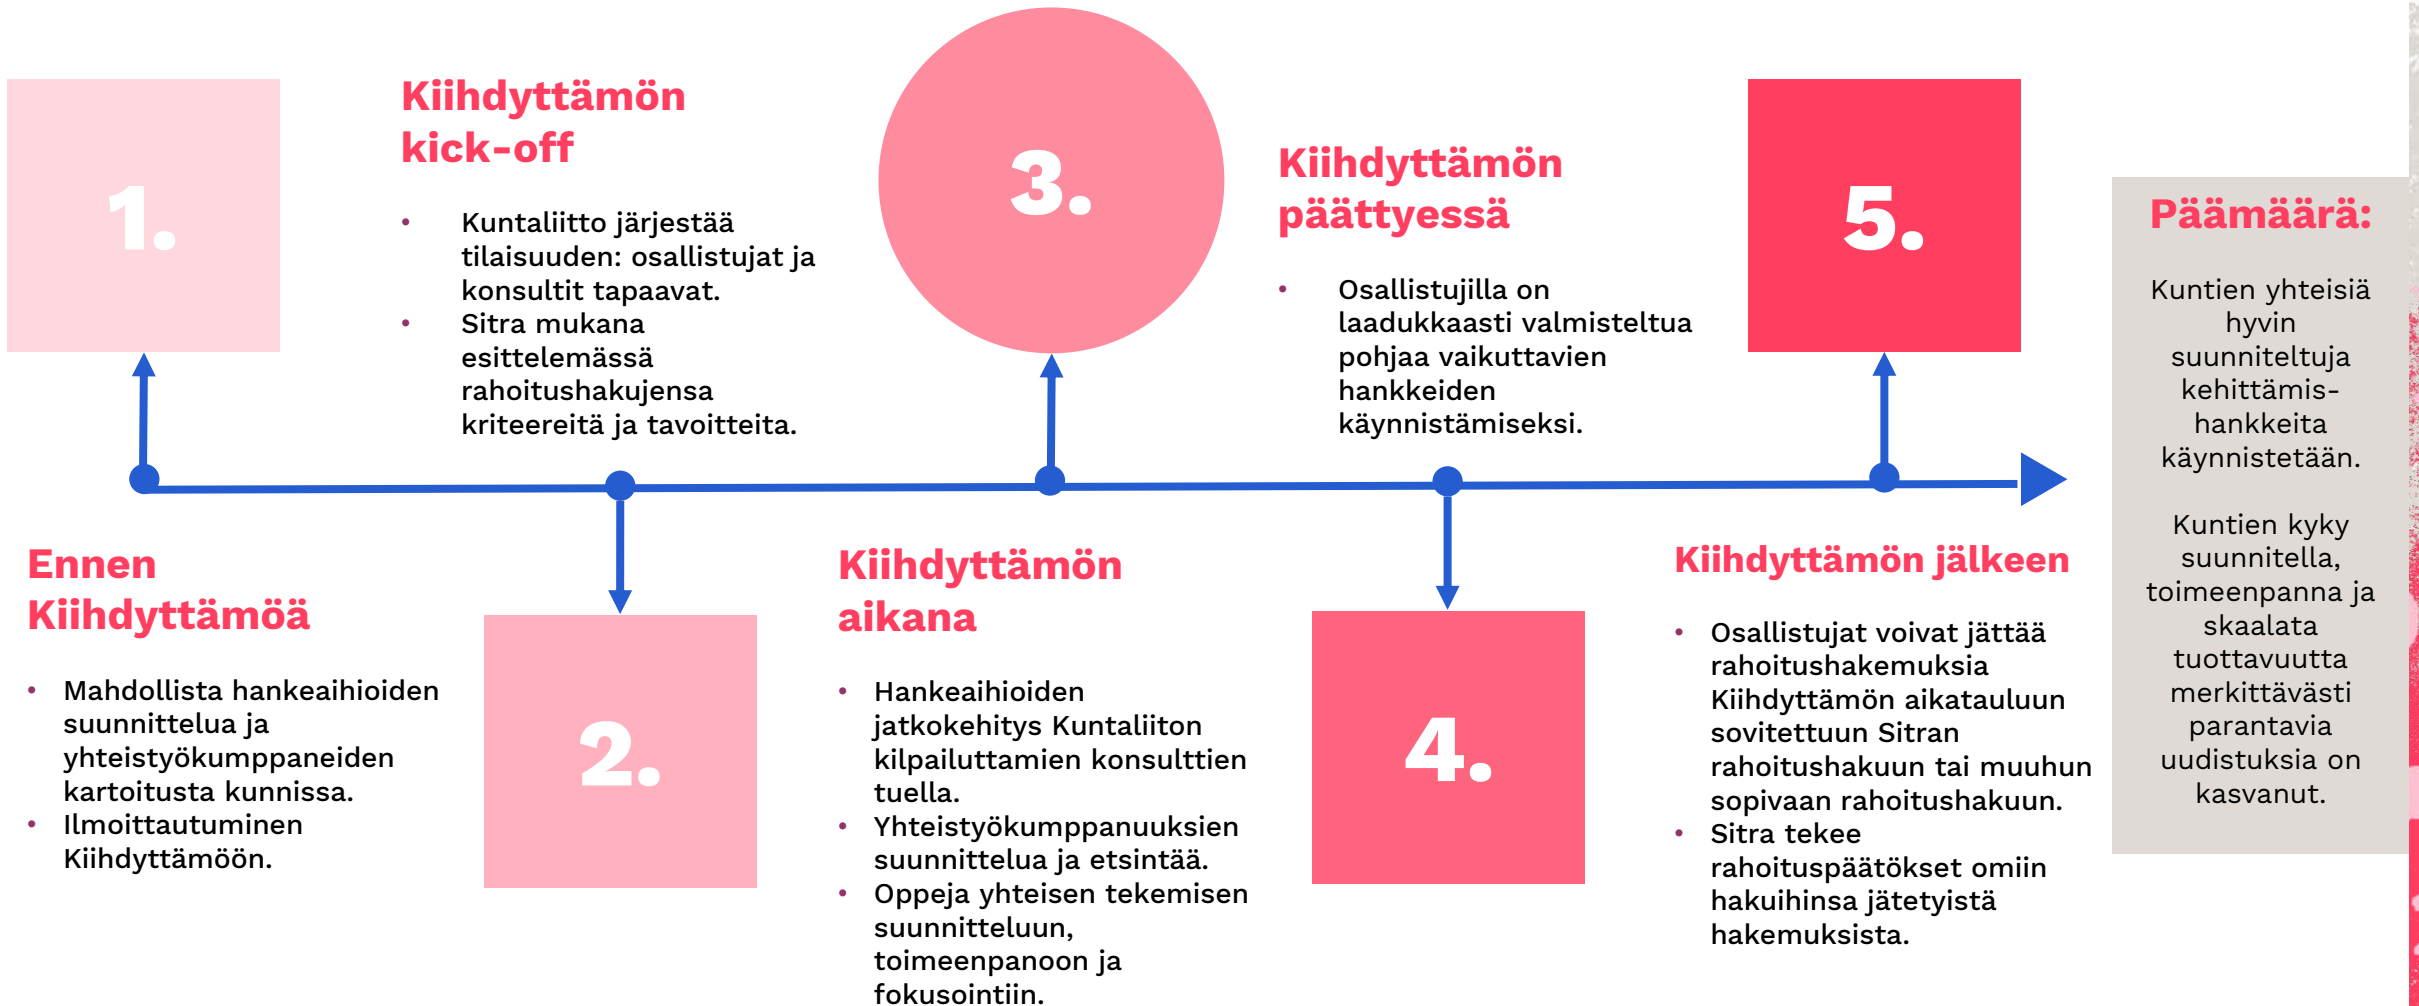 1.
Ennen
Kiihdyttämöä
• Mahdollista hankeaihioiden
suunnittelua ja
yhteistyökumppaneiden
kartoitusta kunnissa.
• Ilmoittautuminen
Kiihdyttämöön.
Kiihdyttämön
kick-off
• Kuntaliitto järjestää
tilaisuuden: osallistujat ja
konsultit tapaavat.
• Sitra mukana
esittelemässä
rahoitushakujensa
kriteereitä ja tavoitteita.
2.
3.
Kiihdyttämön
aikana
• Hankeaihioiden
jatkokehitys Kuntaliiton
kilpailuttamien konsulttien
tuella.
• Yhteistyökumppanuuksien
suunnittelua ja etsintää.
• Oppeja yhteisen tekemisen
suunnitteluun,
toimeenpanoon ja
fokusointiin.
Kiihdyttämön
päättyessä
• Osallistujilla on
laadukkaasti valmisteltua
pohjaa vaikuttavien
hankkeiden
käynnistämiseksi.
4.
5.
Kiihdyttämön jälkeen
• Osallistujat voivat jättää
rahoitushakemuksia
Kiihdyttämön aikatauluun
sovitettuun Sitran
rahoitushakuun tai muuhun
sopivaan rahoitushakuun.
• Sitra tekee
rahoituspäätökset omiin
hakuihinsa jätetyistä
hakemuksista.
Päämäärä:
Kuntien yhteisiä
hyvin
suunniteltuja
kehittämis-
hankkeita
käynnistetään.
Kuntien kyky
suunnitella,
toimeenpanna ja
skaalata
tuottavuutta
merkittävästi
parantavia
uudistuksia on
kasvanut.